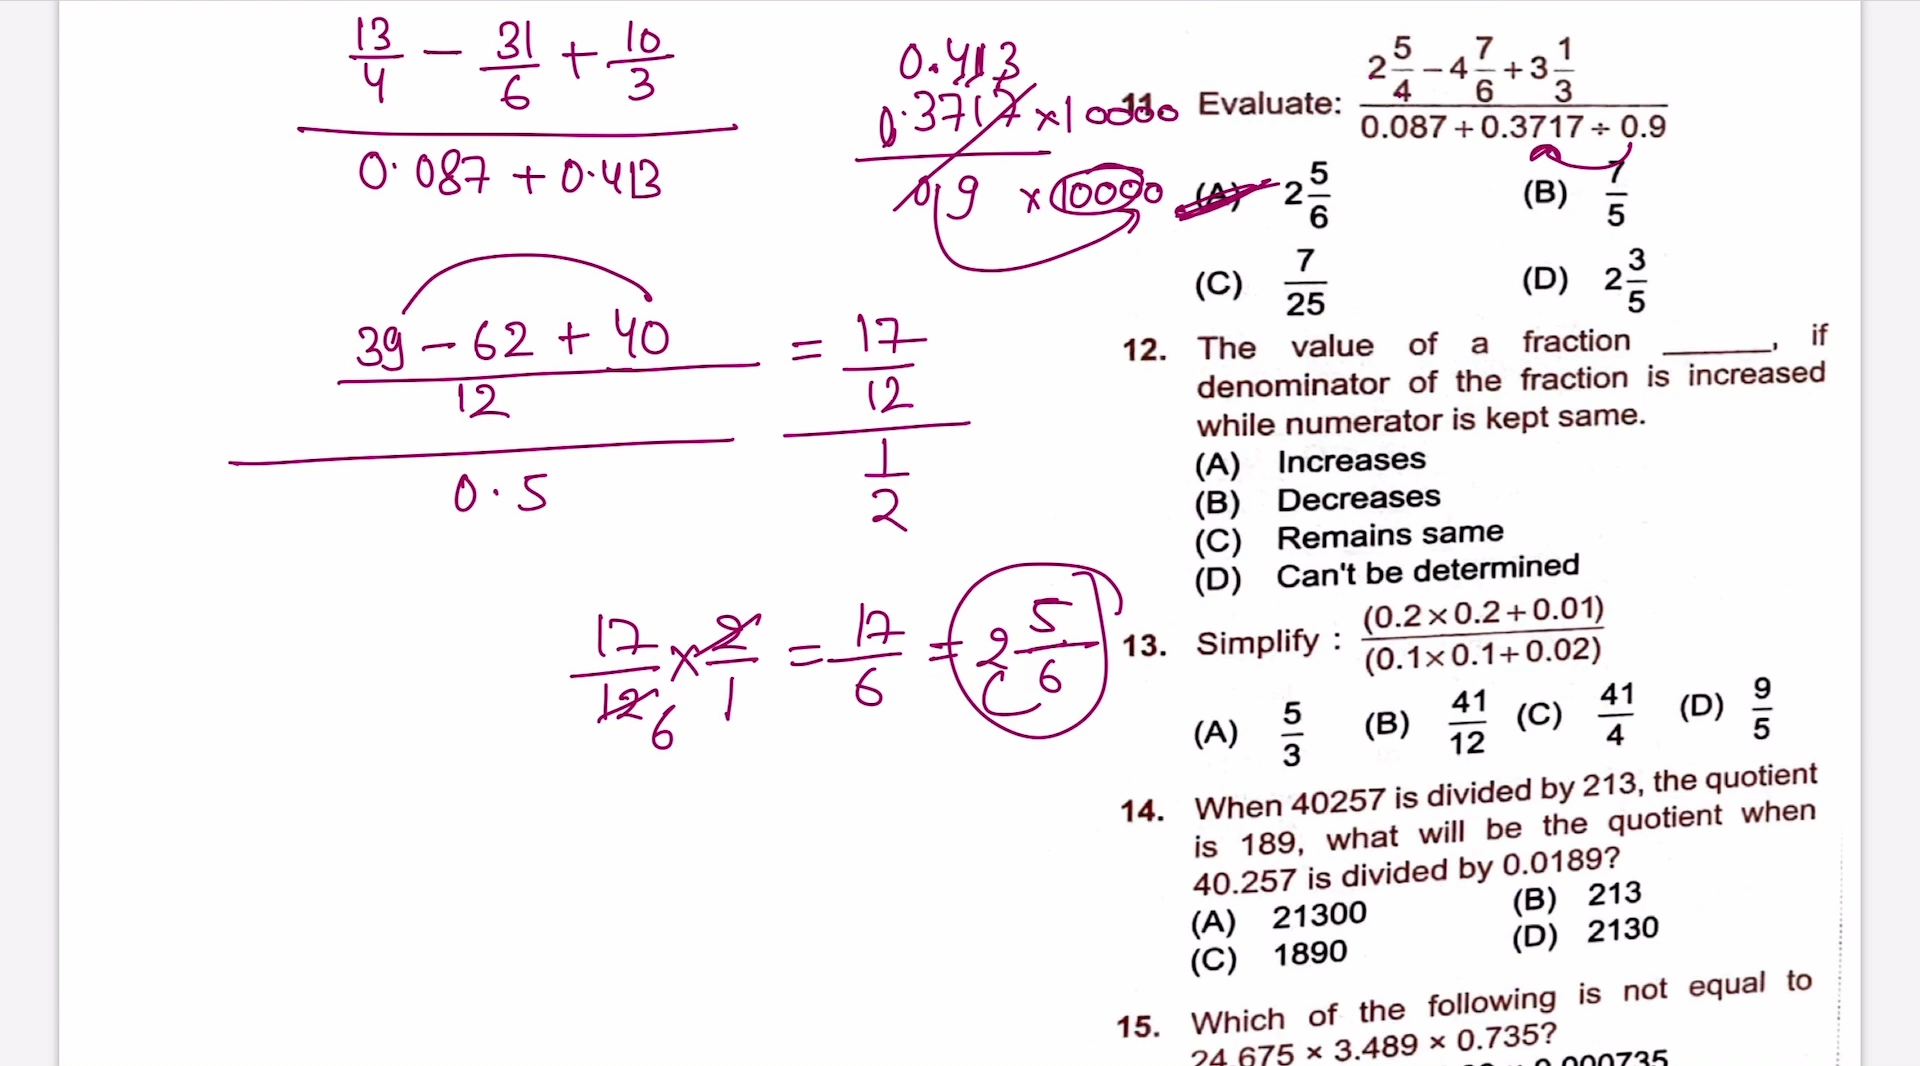 13/4 − 31/6 + 10/3
0.087 + 0.413
0.413
0.3717 × 10000
0.9 × 10000
39 − 62 + 40
12
0.5
= 17/12
1/2
17/12 × 2/1 = 17/6 = 2 5/6
6
11. Evaluate: (2 5/4 − 4 7/6 + 3 1/3) / (0.087 + 0.3717 ÷ 0.9)
(A) 2 5/6 (B) 7/5
(C) 7/25 (D) 2 3/5
12. The value of a fraction ______, if
denominator of the fraction is increased
while numerator is kept same.
(A) Increases
(B) Decreases
(C) Remains same
(D) Can't be determined
13. Simplify : (0.2 × 0.2 + 0.01) / (0.1 × 0.1 + 0.02)
(A) 5/3 (B) 41/12 (C) 41/4 (D) 9/5
14. When 40257 is divided by 213, the quotient
is 189, what will be the quotient when
40.257 is divided by 0.0189?
(A) 21300 (B) 213
(C) 1890 (D) 2130
15. Which of the following is not equal to
24.675 × 3.489 × 0.735?